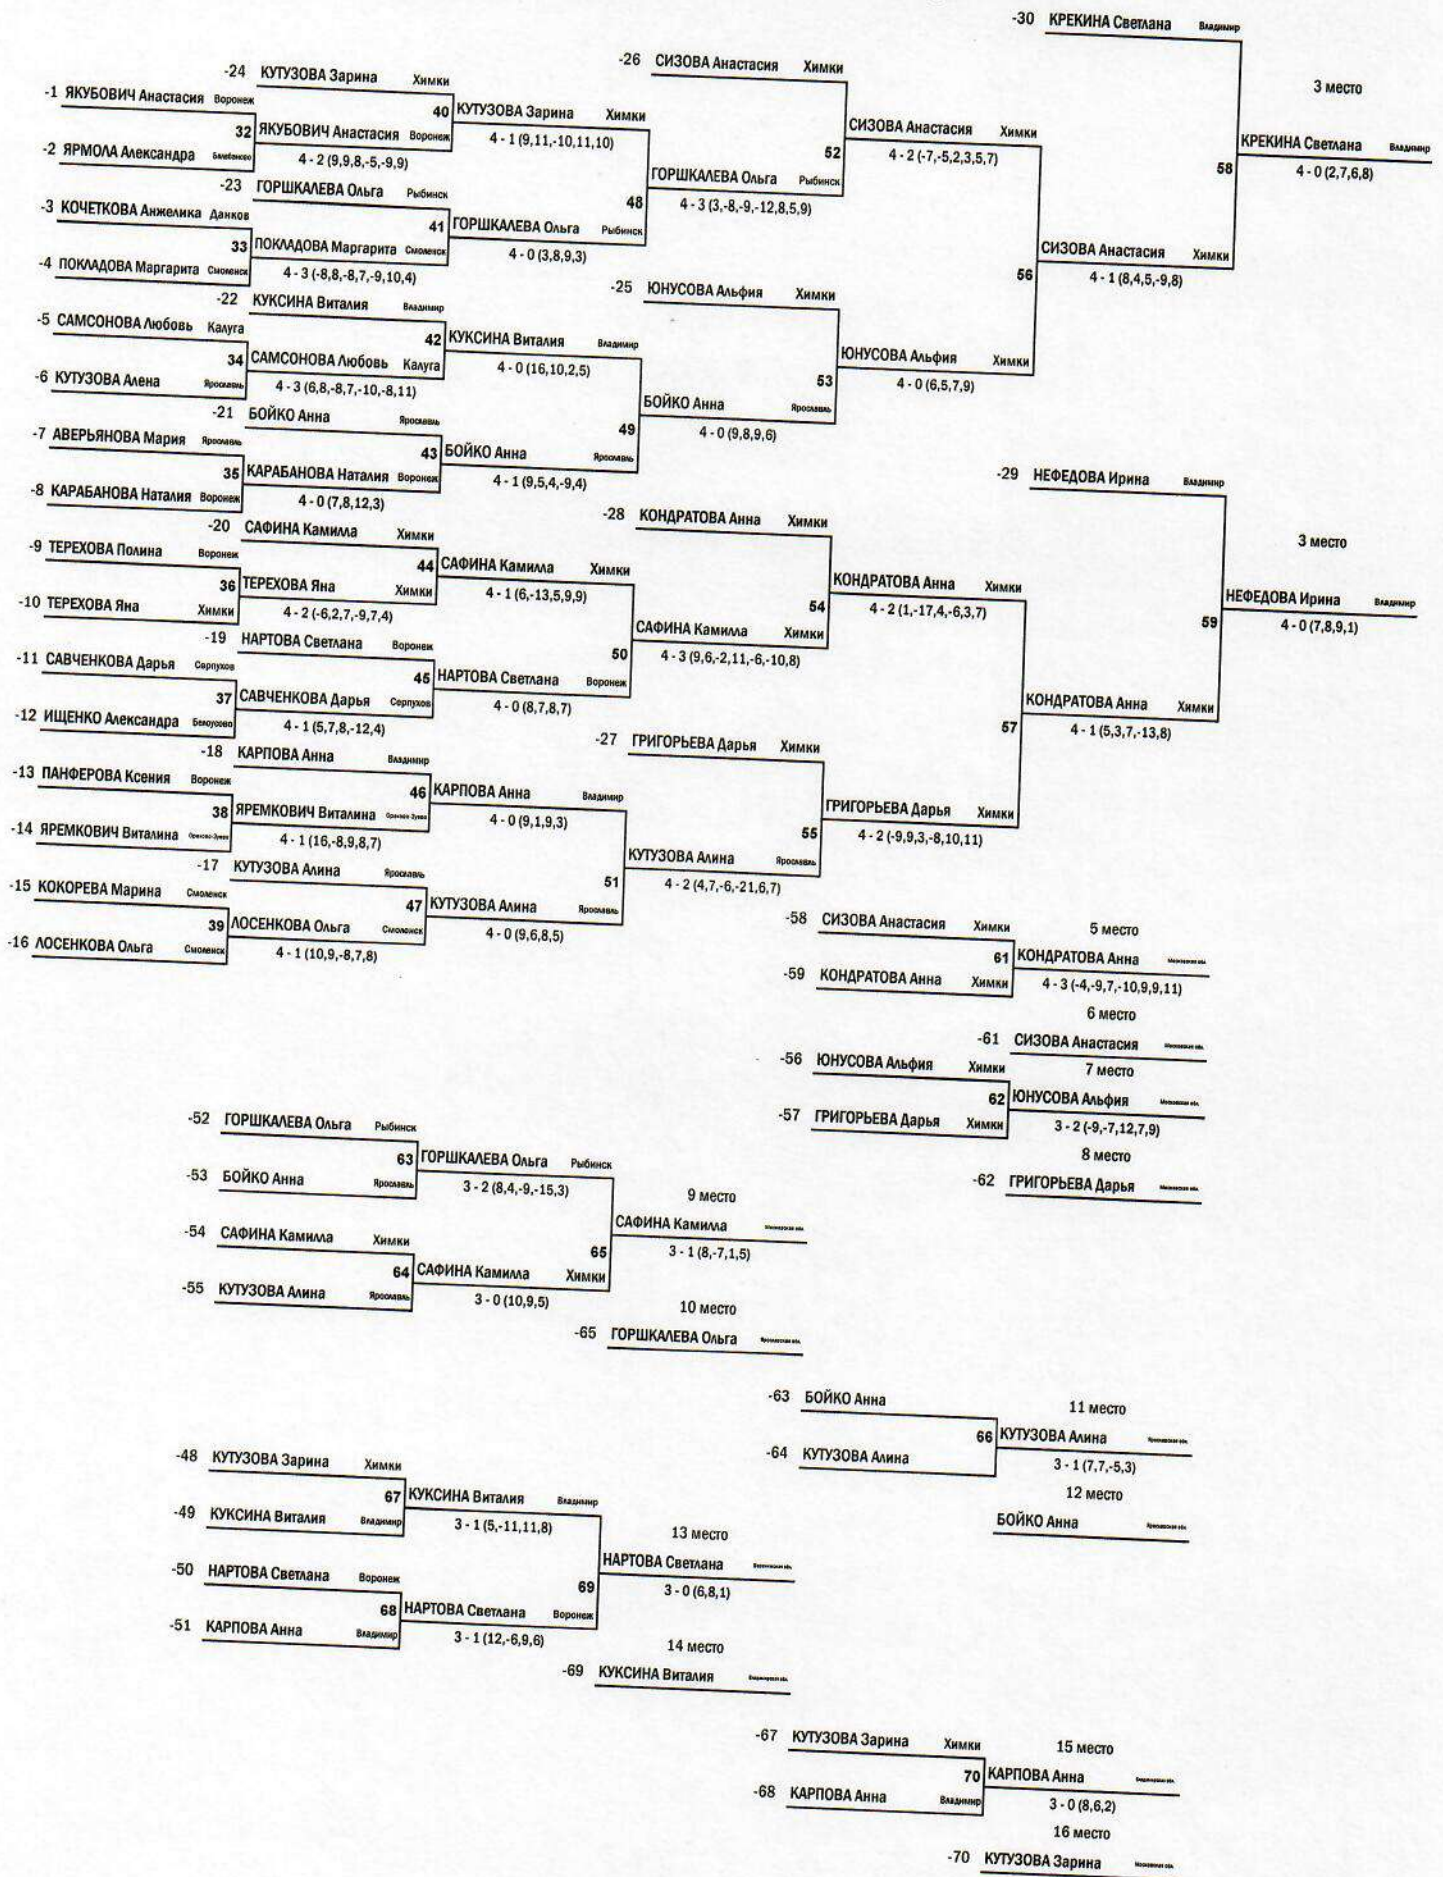 -30 КРЕКИНА Светлана Владимир
-26 СИЗОВА Анастасия Химки
-24 КУТУЗОВА Зарина Химки
3 место
-1 ЯКУБОВИЧ Анастасия Воронеж
40 КУТУЗОВА Зарина Химки
32 ЯКУБОВИЧ Анастасия Воронеж
4 - 1 (9,11,-10,11,10)
СИЗОВА Анастасия Химки
КРЕКИНА Светлана Владимир
-2 ЯРМОЛА Александра Балабаново
4 - 2 (9,9,8,-5,-9,9)
52
4 - 2 (-7,-5,2,3,5,7)
58
4 - 0 (2,7,6,8)
-23 ГОРШКАЛЕВА Ольга Рыбинск
ГОРШКАЛЕВА Ольга Рыбинск
48
4 - 3 (3,-8,-9,-12,8,5,9)
-3 КОЧЕТКОВА Анжелика Данков
41 ГОРШКАЛЕВА Ольга Рыбинск
33 ПОКЛАДОВА Маргарита Смоленск
4 - 0 (3,8,9,3)
СИЗОВА Анастасия Химки
-4 ПОКЛАДОВА Маргарита Смоленск
4 - 3 (-8,8,-8,7,-9,10,4)
56
4 - 1 (8,4,5,-9,8)
-22 КУКСИНА Виталия Владимир
-25 ЮНУСОВА Альфия Химки
-5 САМСОНОВА Любовь Калуга
42 КУКСИНА Виталия Владимир
34 САМСОНОВА Любовь Калуга
4 - 0 (16,10,2,5)
ЮНУСОВА Альфия Химки
-6 КУТУЗОВА Алена Ярославль
4 - 3 (6,8,-8,7,-10,-8,11)
53
4 - 0 (6,5,7,9)
-21 БОЙКО Анна Ярославль
БОЙКО Анна Ярославль
49
4 - 0 (9,8,9,6)
-7 АВЕРЬЯНОВА Мария Ярославль
43 БОЙКО Анна Ярославль
35 КАРАБАНОВА Наталия Воронеж
4 - 1 (9,5,4,-9,4)
-29 НЕФЕДОВА Ирина Владимир
-8 КАРАБАНОВА Наталия Воронеж
4 - 0 (7,8,12,3)
-20 САФИНА Камилла Химки
-28 КОНДРАТОВА Анна Химки
3 место
-9 ТЕРЕХОВА Полина Воронеж
44 САФИНА Камилла Химки
36 ТЕРЕХОВА Яна Химки
4 - 1 (6,-13,5,9,9)
КОНДРАТОВА Анна Химки
НЕФЕДОВА Ирина Владимир
-10 ТЕРЕХОВА Яна Химки
4 - 2 (-6,2,7,-9,7,4)
54
4 - 2 (1,-17,4,-6,3,7)
59
4 - 0 (7,8,9,1)
-19 НАРТОВА Светлана Воронеж
САФИНА Камилла Химки
50
4 - 3 (9,6,-2,11,-6,-10,8)
-11 САВЧЕНКОВА Дарья Серпухов
45 НАРТОВА Светлана Воронеж
37 САВЧЕНКОВА Дарья Серпухов
4 - 0 (8,7,8,7)
КОНДРАТОВА Анна Химки
-12 ИЩЕНКО Александра Белоусово
4 - 1 (5,7,8,-12,4)
57
4 - 1 (5,3,7,-13,8)
-18 КАРПОВА Анна Владимир
-27 ГРИГОРЬЕВА Дарья Химки
-13 ПАНФЕРОВА Ксения Воронеж
46 КАРПОВА Анна Владимир
38 ЯРЕМКОВИЧ Виталина Орехово-Зуево
4 - 0 (9,1,9,3)
ГРИГОРЬЕВА Дарья Химки
-14 ЯРЕМКОВИЧ Виталина Орехово-Зуево
4 - 1 (16,-8,9,8,7)
55
4 - 2 (-9,9,3,-8,10,11)
-17 КУТУЗОВА Алина Ярославль
КУТУЗОВА Алина Ярославль
51
4 - 2 (4,7,-6,-21,6,7)
-15 КОКОРЕВА Марина Смоленск
47 КУТУЗОВА Алина Ярославль
39 ЛОСЕНКОВА Ольга Смоленск
4 - 0 (9,6,8,5)
-16 ЛОСЕНКОВА Ольга Смоленск
4 - 1 (10,9,-8,7,8)
-58 СИЗОВА Анастасия Химки
5 место
61 КОНДРАТОВА Анна Московская обл.
-59 КОНДРАТОВА Анна Химки
4 - 3 (-4,-9,7,-10,9,9,11)
6 место
-61 СИЗОВА Анастасия Московская обл.
-56 ЮНУСОВА Альфия Химки
7 место
62 ЮНУСОВА Альфия Московская обл.
-57 ГРИГОРЬЕВА Дарья Химки
3 - 2 (-9,-7,12,7,9)
8 место
-62 ГРИГОРЬЕВА Дарья Московская обл.
-52 ГОРШКАЛЕВА Ольга Рыбинск
63 ГОРШКАЛЕВА Ольга Рыбинск
-53 БОЙКО Анна Ярославль
3 - 2 (8,4,-9,-15,3)
9 место
САФИНА Камилла Московская обл.
-54 САФИНА Камилла Химки
65
3 - 1 (8,-7,1,5)
64 САФИНА Камилла Химки
-55 КУТУЗОВА Алина Ярославль
3 - 0 (10,9,5)
10 место
-65 ГОРШКАЛЕВА Ольга Ярославская обл.
-63 БОЙКО Анна
11 место
66 КУТУЗОВА Алина Ярославская обл.
-64 КУТУЗОВА Алина
3 - 1 (7,7,-5,3)
12 место
БОЙКО Анна Ярославская обл.
-48 КУТУЗОВА Зарина Химки
67 КУКСИНА Виталия Владимир
-49 КУКСИНА Виталия Владимир
3 - 1 (5,-11,11,8)
13 место
НАРТОВА Светлана Воронежская обл.
-50 НАРТОВА Светлана Воронеж
69
3 - 0 (6,8,1)
68 НАРТОВА Светлана Воронеж
-51 КАРПОВА Анна Владимир
3 - 1 (12,-6,9,6)
14 место
-69 КУКСИНА Виталия Владимирская обл.
-67 КУТУЗОВА Зарина Химки
15 место
70 КАРПОВА Анна Владимирская обл.
-68 КАРПОВА Анна Владимир
3 - 0 (8,6,2)
16 место
-70 КУТУЗОВА Зарина Московская обл.